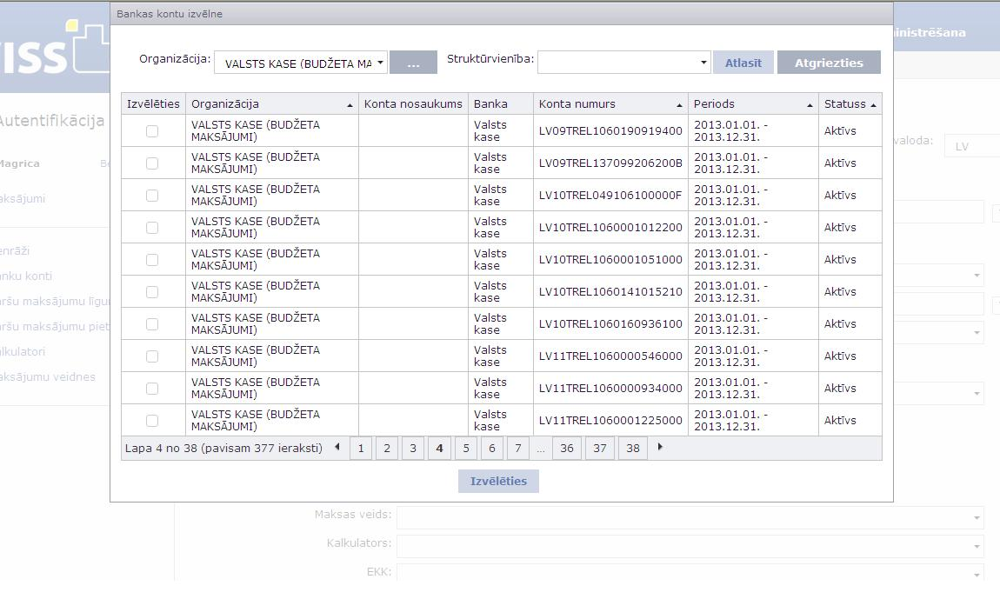 Bankas kontu izvēlne
viss
ministrēšana
Organizācija: VALSTS KASE (BUDŽETA MA ... Struktūrvienība: Atlasīt Atgriezties
Izvēlēties Organizācija Konta nosaukums Banka Konta numurs Periods Statuss
VALSTS KASE (BUDŽETA MAKSĀJUMI) Valsts kase LV09TREL1060190919400 2013.01.01. - 2013.12.31. Aktīvs
VALSTS KASE (BUDŽETA MAKSĀJUMI) Valsts kase LV09TREL137099206200B 2013.01.01. - 2013.12.31. Aktīvs
VALSTS KASE (BUDŽETA MAKSĀJUMI) Valsts kase LV10TREL049106100000F 2013.01.01. - 2013.12.31. Aktīvs
VALSTS KASE (BUDŽETA MAKSĀJUMI) Valsts kase LV10TREL1060001012200 2013.01.01. - 2013.12.31. Aktīvs
VALSTS KASE (BUDŽETA MAKSĀJUMI) Valsts kase LV10TREL1060001051000 2013.01.01. - 2013.12.31. Aktīvs
VALSTS KASE (BUDŽETA MAKSĀJUMI) Valsts kase LV10TREL1060141015210 2013.01.01. - 2013.12.31. Aktīvs
VALSTS KASE (BUDŽETA MAKSĀJUMI) Valsts kase LV10TREL1060160936100 2013.01.01. - 2013.12.31. Aktīvs
VALSTS KASE (BUDŽETA MAKSĀJUMI) Valsts kase LV11TREL1060000546000 2013.01.01. - 2013.12.31. Aktīvs
VALSTS KASE (BUDŽETA MAKSĀJUMI) Valsts kase LV11TREL1060000934000 2013.01.01. - 2013.12.31. Aktīvs
VALSTS KASE (BUDŽETA MAKSĀJUMI) Valsts kase LV11TREL1060001225000 2013.01.01. - 2013.12.31. Aktīvs
Lapa 4 no 38 (pavisam 377 ieraksti) 1 2 3 4 5 6 7 ... 36 37 38
Izvēlēties
Autentifikācija
Magrica Be
aksājumi
enrāži
anku konti
aršu maksājumu līgu
aršu maksājumu piet
alkulatori
aksājumu veidnes
valoda: LV
Maksas veids:
Kalkulators:
EKK: